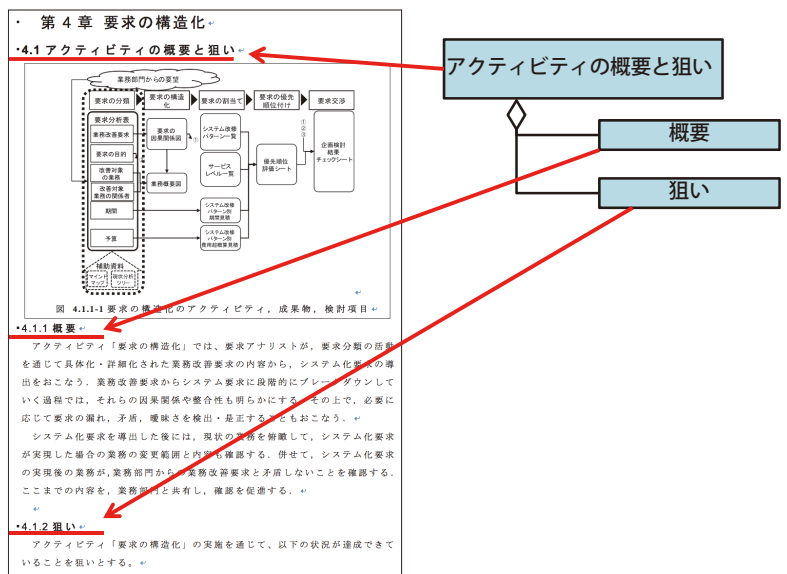 ・ 第 4 章 要求の構造化
・4.1 アクティビティの概要と狙い
業務部門からの要望
要求の分類
要求の構造化
要求の割当て
要求の優先順位付け
要求交渉
要求分析表
業務改善要求
要求の目的
改善対象の業務
改善対象業務の関係者
期間
予算
補助資料
マインドマップ
現状分析ツリー
要求の因果関係図
①
業務概要図
システム改修パターン一覧
サービスレベル一覧
システム改修パターン別期間見積
システム改修パターン別費用超概算見積
優先順位評価シート
①
②
③
企画検討結果チェックシート
図 4.1.1-1 要求の構造化のアクティビティ，成果物，検討項目
・4.1.1 概要
アクティビティ「要求の構造化」では、要求アナリストが，要求分類の活動
を通じて具体化・詳細化された業務改善要求の内容から，システム化要求の導
出をおこなう．業務改善要求からシステム要求に段階的にブレークダウンして
いく過程では，それらの因果関係や整合性も明らかにする．その上で，必要に
応じて要求の漏れ，矛盾，曖昧さを検出・是正することもおこなう．
システム化要求を導出した後には，現状の業務を俯瞰して，システム化要求
が実現した場合の業務の変更範囲と内容も確認する．併せて，システム化要求
の実現後の業務が，業務部門からの業務改善要求と矛盾しないことを確認する．
ここまでの内容を，業務部門と共有し，確認を促進する．
・4.1.2 狙い
アクティビティ「要求の構造化」の実施を通じて、以下の状況が達成できて
いることを狙いとする。
アクティビティの概要と狙い
概要
狙い